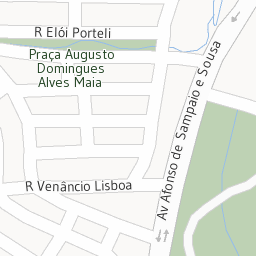 R Elói Porteli
Praça Augusto
Domingues
Alves Maia
Av Afonso de Sampaio e Sousa
R Venâncio Lisboa